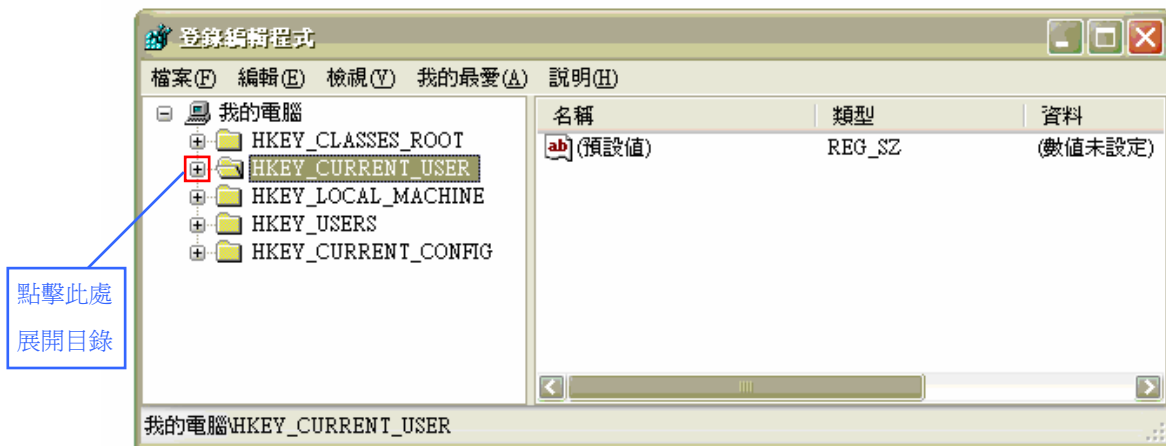 登錄編輯程式
檔案(F) 編輯(E) 檢視(V) 我的最愛(A) 說明(H)
我的電腦
HKEY_CLASSES_ROOT
HKEY_CURRENT_USER
HKEY_LOCAL_MACHINE
HKEY_USERS
HKEY_CURRENT_CONFIG
名稱 類型 資料
ab (預設值) REG_SZ (數值未設定)
點擊此處
展開目錄
我的電腦\HKEY_CURRENT_USER